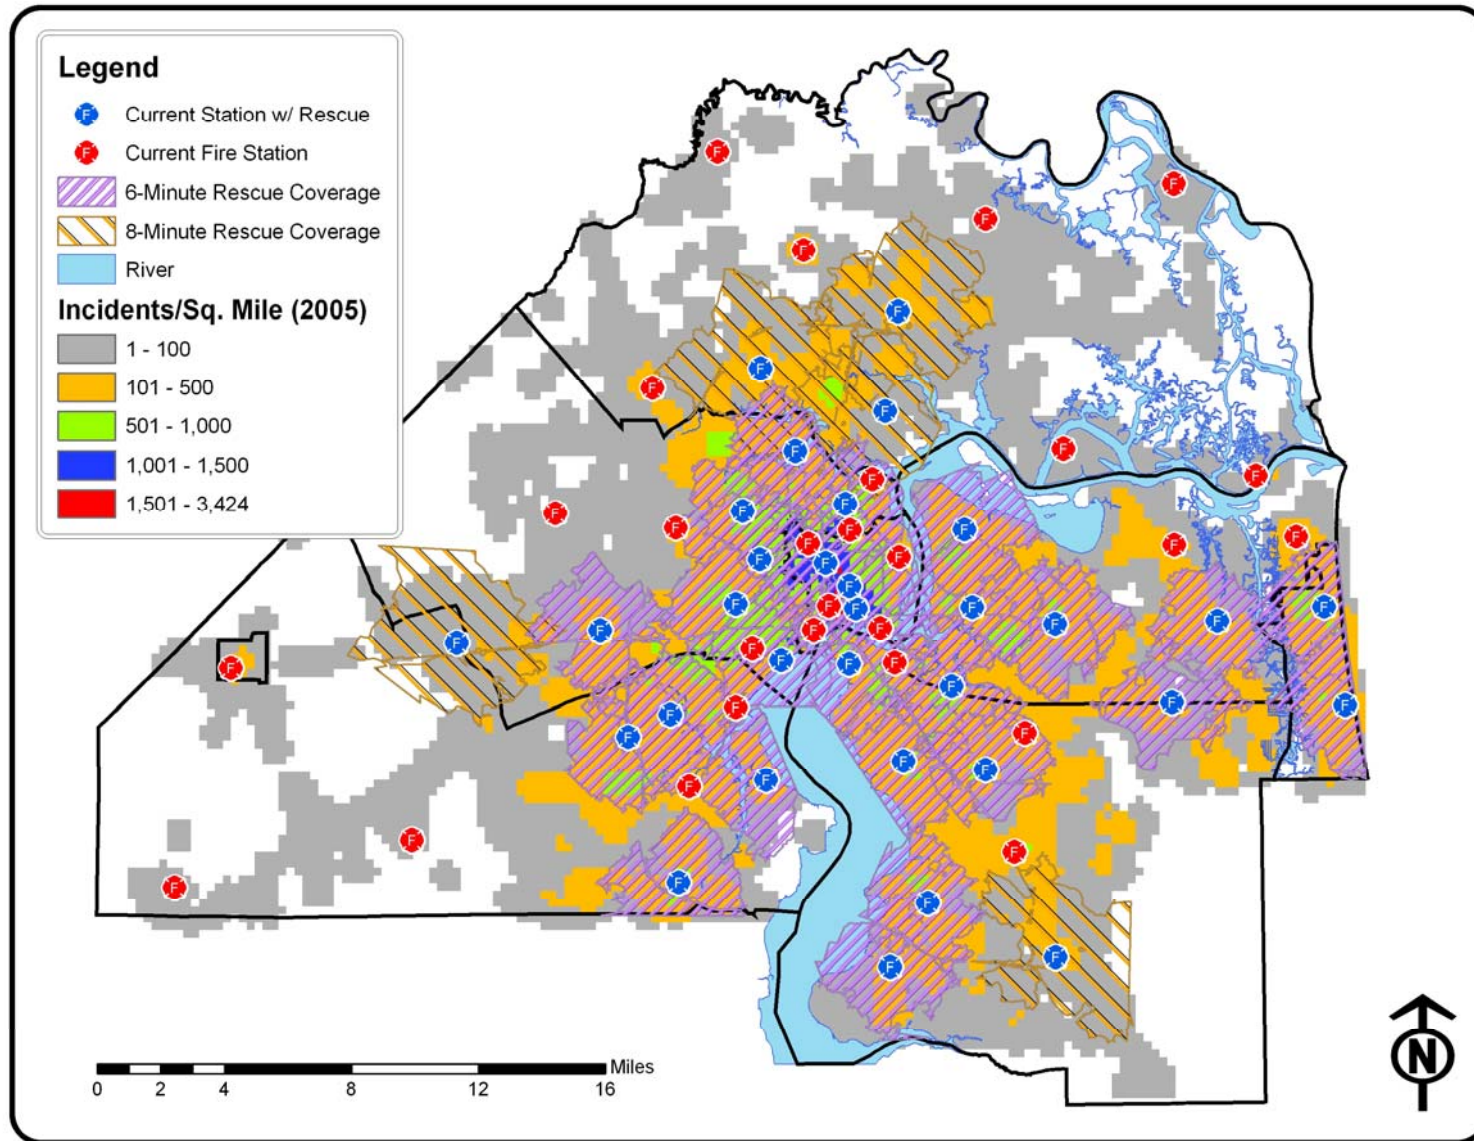 Legend
Current Station w/ Rescue
Current Fire Station
6-Minute Rescue Coverage
8-Minute Rescue Coverage
River
Incidents/Sq. Mile (2005)
1 - 100
101 - 500
501 - 1,000
1,001 - 1,500
1,501 - 3,424
Miles
0 2 4 8 12 16
N